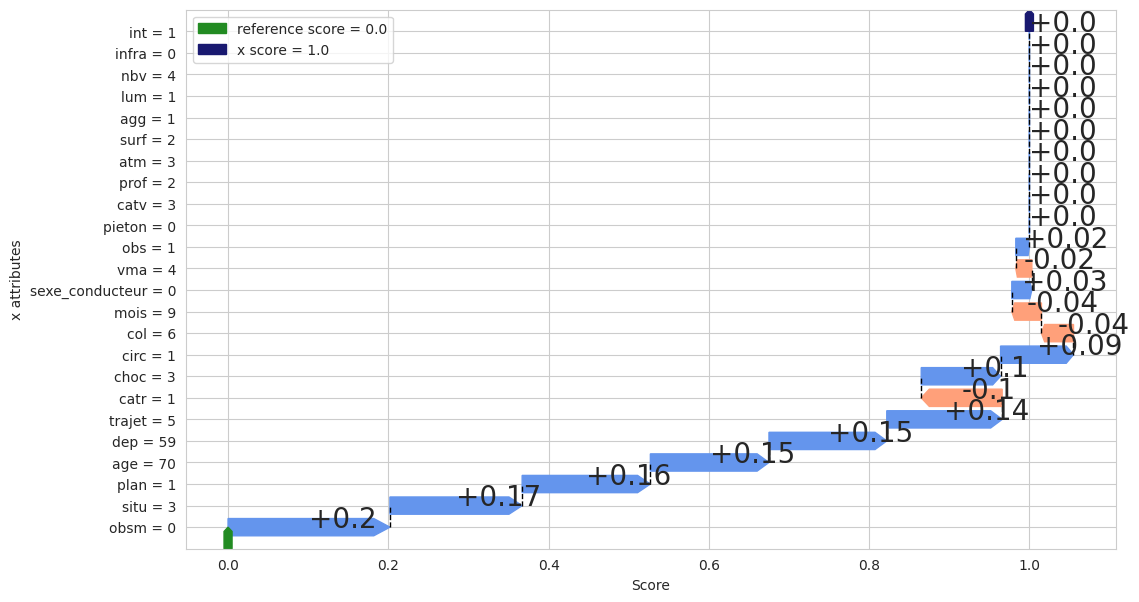 reference score = 0.0
x score = 1.0
int = 1
+0.0
infra = 0
+0.0
nbv = 4
+0.0
lum = 1
+0.0
agg = 1
+0.0
surf = 2
+0.0
atm = 3
+0.0
prof = 2
+0.0
catv = 3
+0.0
pieton = 0
+0.0
obs = 1
+0.02
vma = 4
-0.02
sexe_conducteur = 0
+0.03
mois = 9
-0.04
col = 6
-0.04
circ = 1
+0.09
choc = 3
+0.1
catr = 1
-0.1
trajet = 5
+0.14
dep = 59
+0.15
age = 70
+0.15
plan = 1
+0.16
situ = 3
+0.17
obsm = 0
+0.2
x attributes
0.0 0.2 0.4 0.6 0.8 1.0
Score